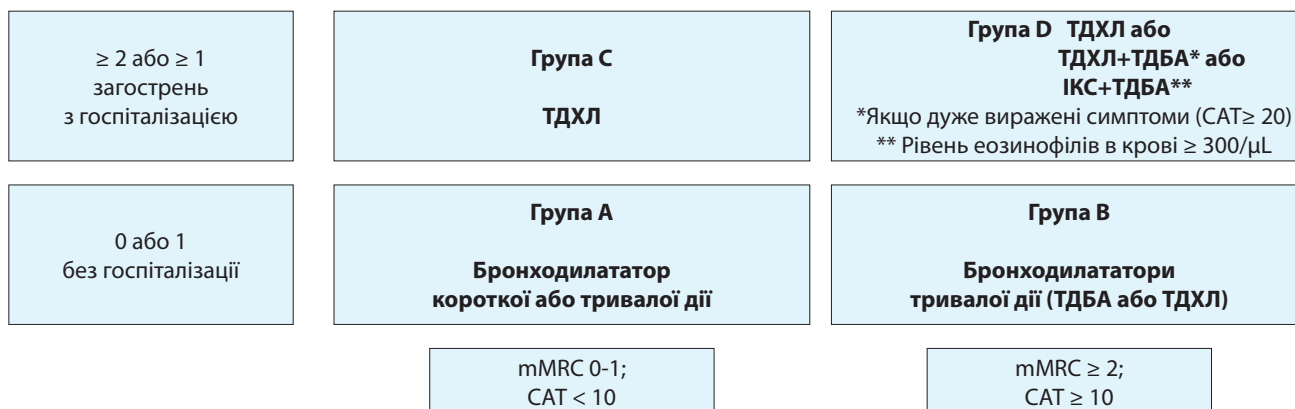 ≥ 2 або ≥ 1
загострень
з госпіталізацією
Група С
ТДХЛ
Група D ТДХЛ або
ТДХЛ+ТДБА* або
ІКС+ТДБА**
*Якщо дуже виражені симптоми (CAT≥ 20)
** Рівень еозинофілів в крові ≥ 300/μL
0 або 1
без госпіталізації
Група А
Бронходилататор
короткої або тривалої дії
Група В
Бронходилататори
тривалої дії (ТДБА або ТДХЛ)
mMRC 0-1;
CAT < 10
mMRC ≥ 2;
CAT ≥ 10